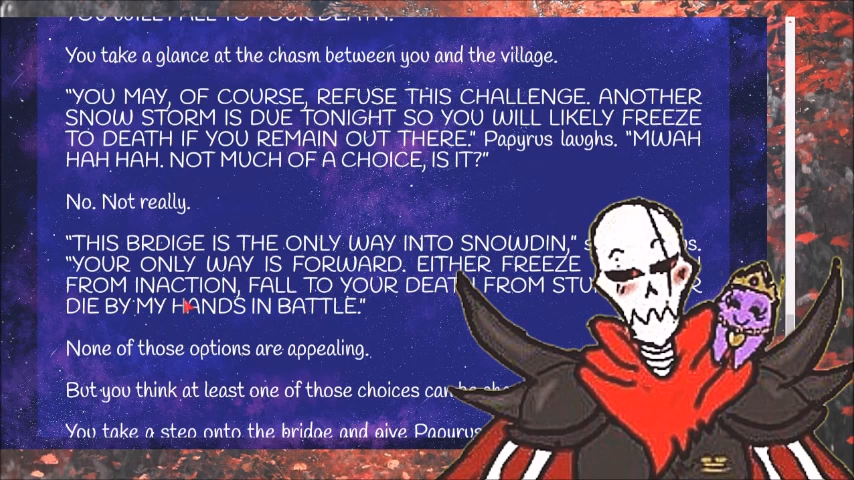 You take a glance at the chasm between you and the village.
"YOU MAY, OF COURSE, REFUSE THIS CHALLENGE. ANOTHER
SNOW STORM IS DUE TONIGHT SO YOU WILL LIKELY FREEZE
TO DEATH IF YOU REMAIN OUT THERE." Papyrus laughs. "MWAH
HAH HAH. NOT MUCH OF A CHOICE, IS IT?"
No. Not really.
"THIS BRDIGE IS THE ONLY WAY INTO SNOWDIN,"
"YOUR ONLY WAY IS FORWARD. EITHER FREEZE
FROM INACTION, FALL TO YOUR DEATH FROM
DIE BY MY HANDS IN BATTLE."
None of those options are appealing.
But you think at least one of those choices can be
You take a step onto the bridge and give Papyrus